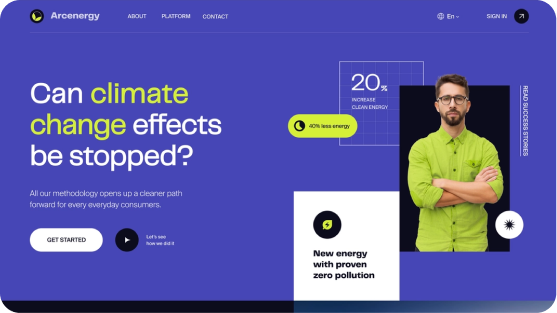 Arcenergy
ABOUT
PLATFORM
CONTACT
En
SIGN IN
Can climate
change effects
be stopped?
All our methodology opens up a cleaner path
forward for every everyday consumers.
GET STARTED
Let's see
how we did it
20%
INCREASE
CLEAN ENERGY
40% less energy
READ SUCCESS STORIES
New energy
with proven
zero pollution